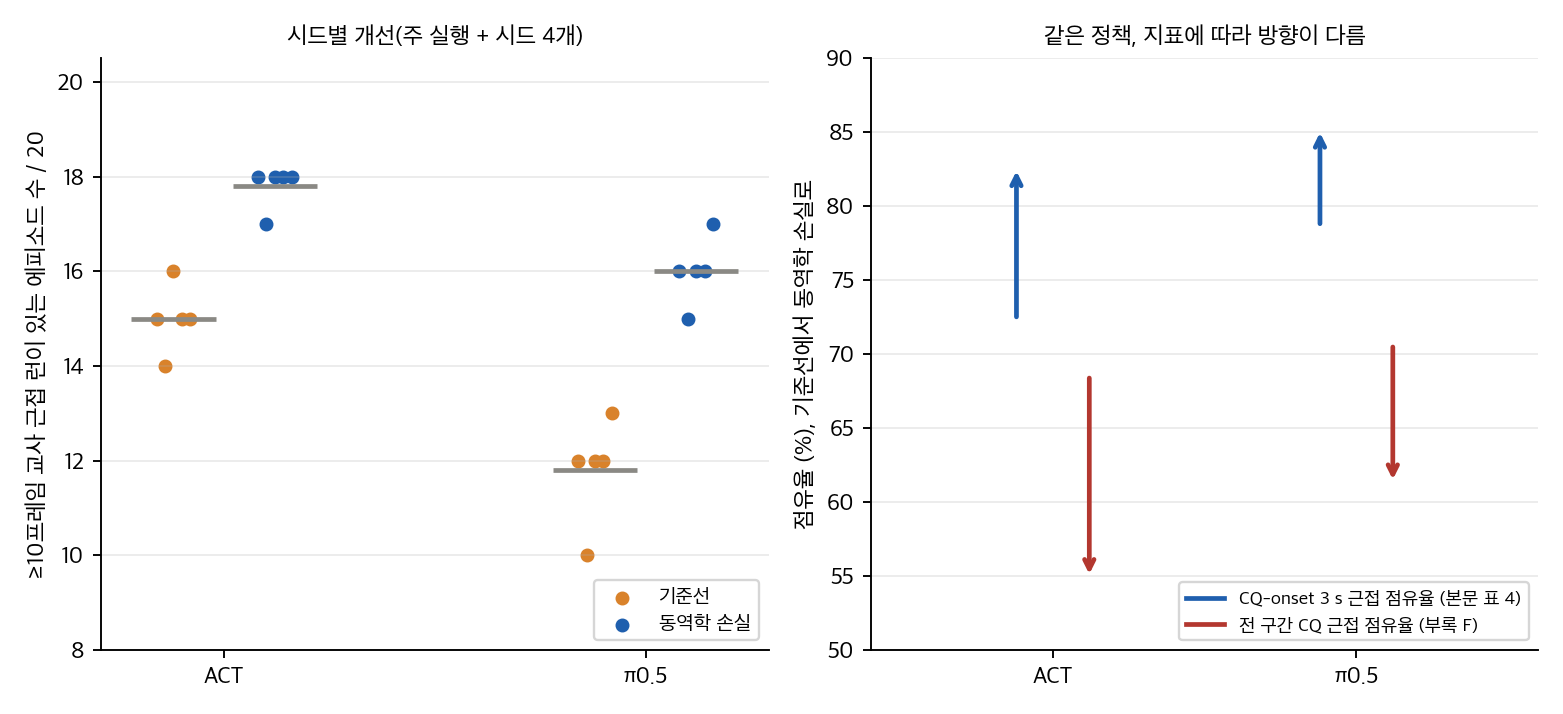 시드별 개선(주 실행 + 시드 4개)
≥10프레임 교사 근접 런이 있는 에피소드 수 / 20
20
18
16
14
12
10
8
ACT
π0.5
기준선
동역학 손실
같은 정책, 지표에 따라 방향이 다름
점유율 (%), 기준선에서 동역학 손실로
90
85
80
75
70
65
60
55
50
ACT
π0.5
CQ-onset 3 s 근접 점유율 (본문 표 4)
전 구간 CQ 근접 점유율 (부록 F)